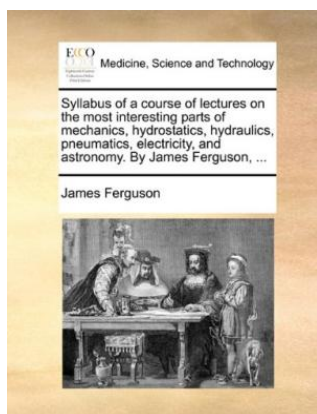 ECCO
Medicine, Science and Technology
Syllabus of a course of lectures on
the most interesting parts of
mechanics, hydrostatics, hydraulics,
pneumatics, electricity, and
astronomy. By James Ferguson, ...
James Ferguson